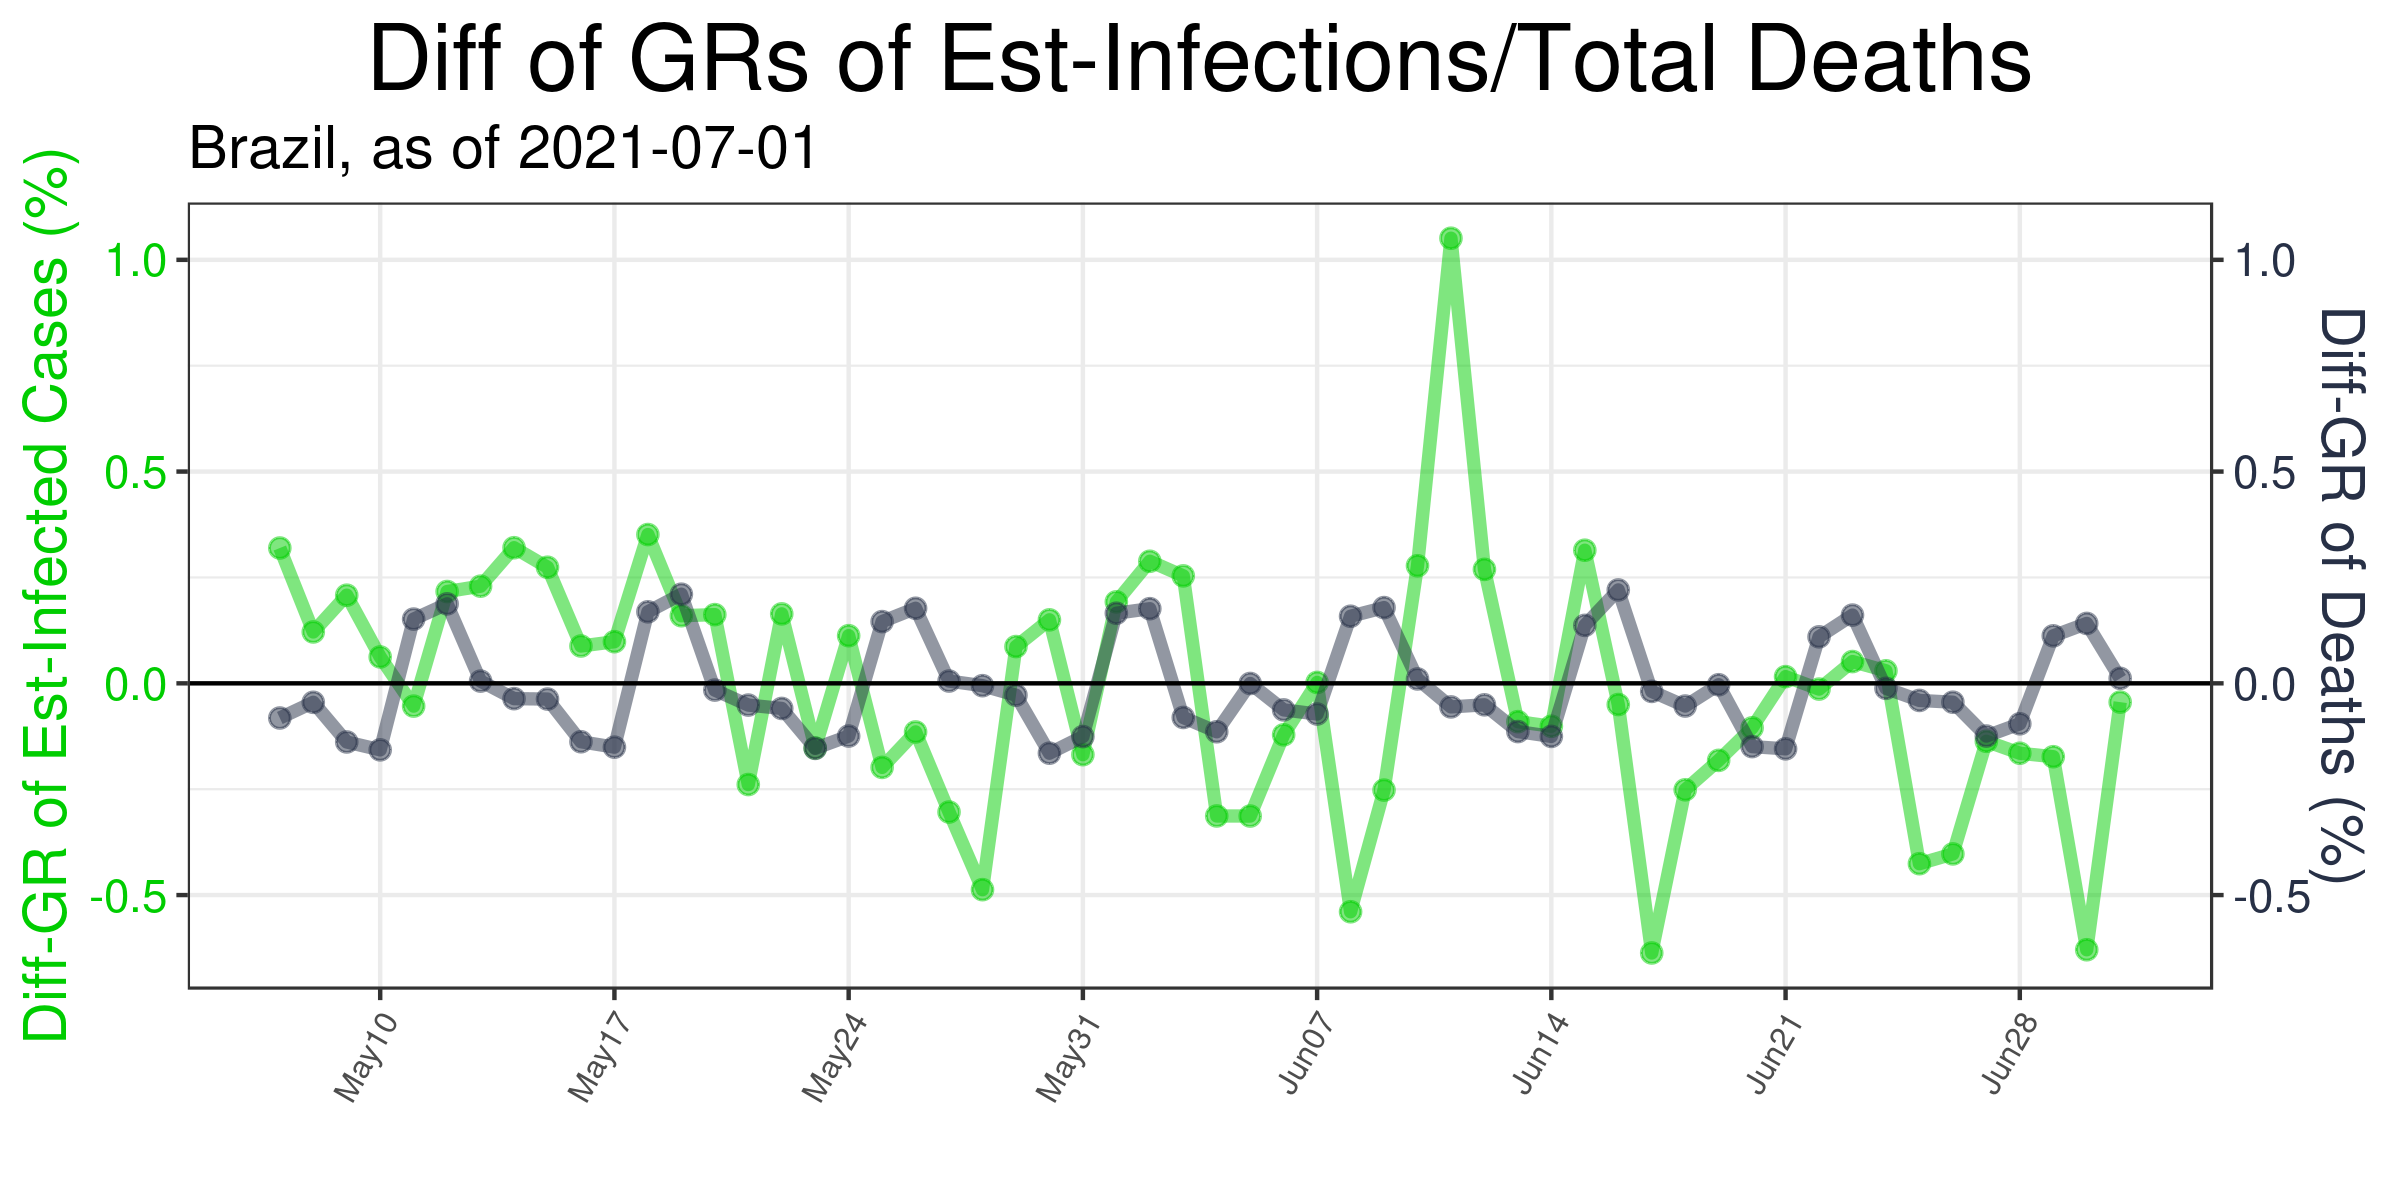 Diff of GRs of Est-Infections/Total Deaths
Brazil, as of 2021-07-01
Diff-GR of Est-Infected Cases (%)
1.0
0.5
0.0
-0.5
1.0
0.5
0.0
-0.5
Diff-GR of Deaths (%)
May10
May17
May24
May31
Jun07
Jun14
Jun21
Jun28